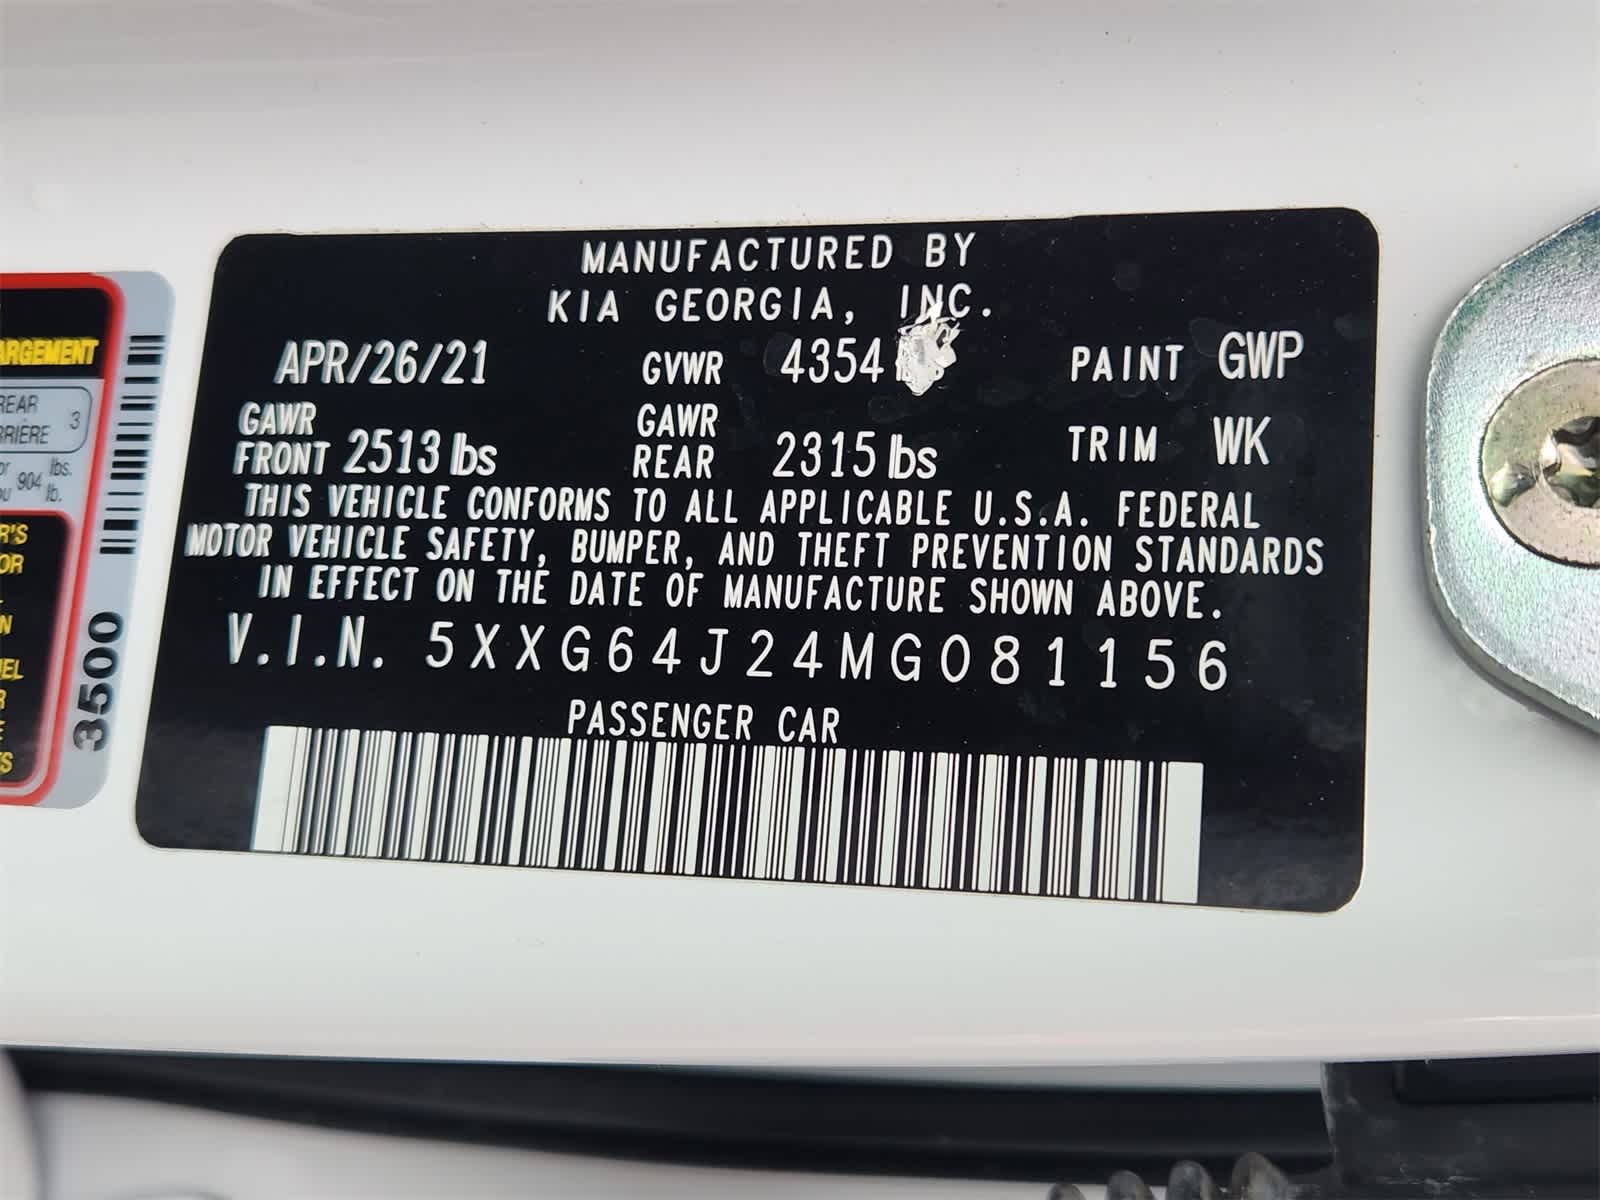 MANUFACTURED BY
KIA GEORGIA, INC.
APR/26/21 GVWR 4354 PAINT GWP
GAWR FRONT 2513 lbs GAWR REAR 2315 lbs TRIM WK
THIS VEHICLE CONFORMS TO ALL APPLICABLE U.S.A. FEDERAL
MOTOR VEHICLE SAFETY, BUMPER, AND THEFT PREVENTION STANDARDS
IN EFFECT ON THE DATE OF MANUFACTURE SHOWN ABOVE.
V.I.N. 5XXG64J24MG081156
PASSENGER CAR
REAR 3
904 lbs.
lb.
3500